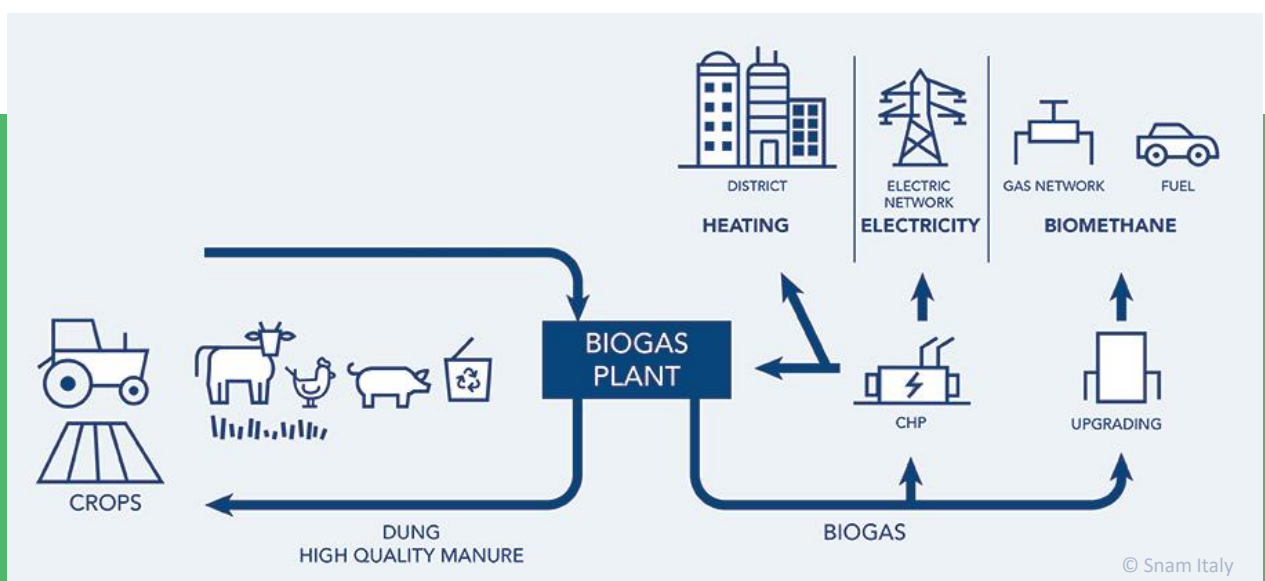 DISTRICT
HEATING
ELECTRIC
NETWORK
ELECTRICITY
GAS NETWORK
FUEL
BIOMETHANE
BIOGAS
PLANT
CHP
UPGRADING
CROPS
DUNG
HIGH QUALITY MANURE
BIOGAS
© Snam Italy